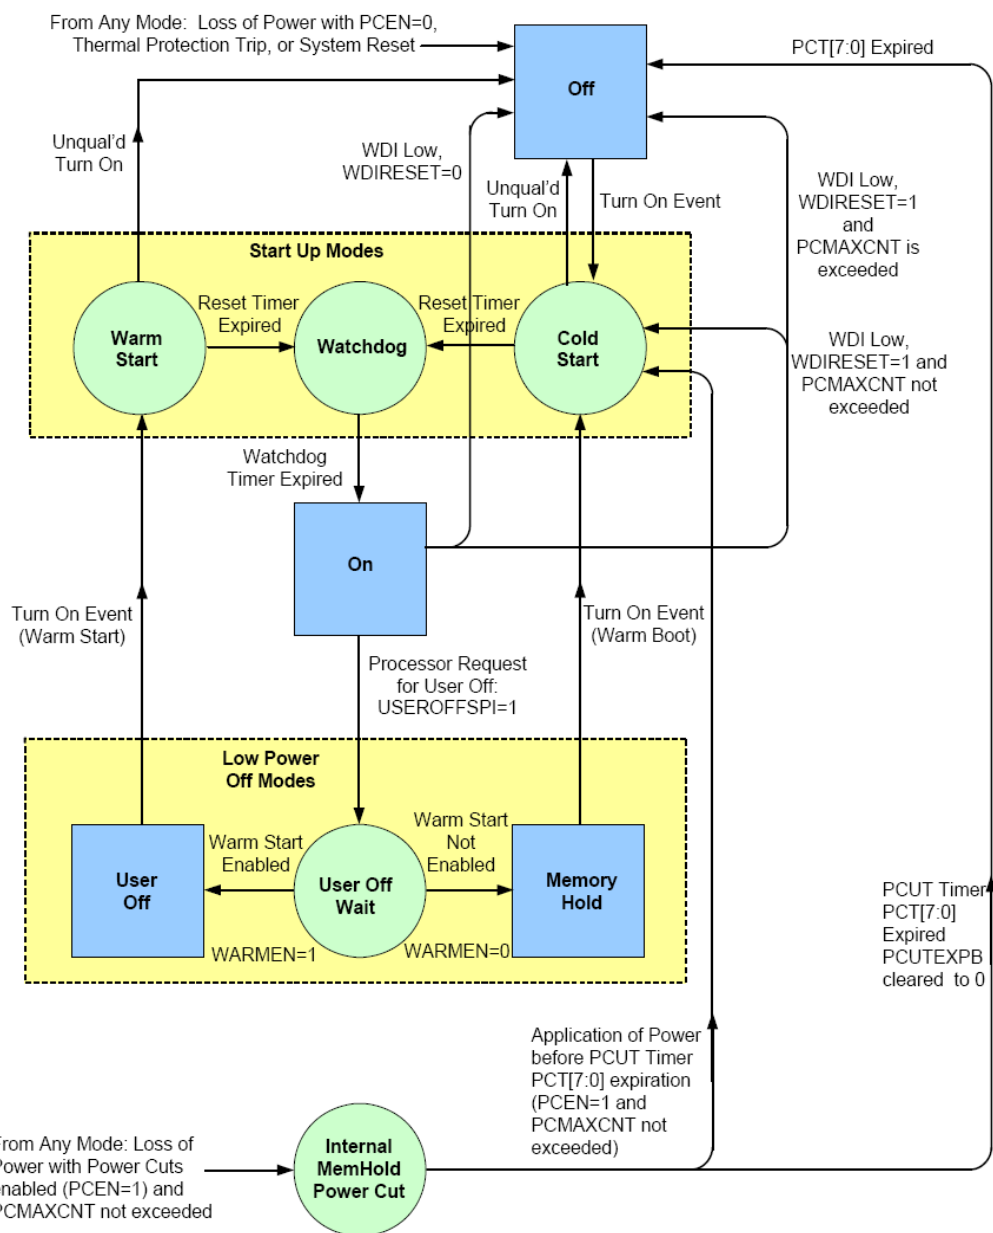 From Any Mode:  Loss of Power with PCEN=0,
Thermal Protection Trip, or System Reset
PCT[7:0] Expired
Off
Unqual'd
Turn On
WDI Low,
WDIRESET=0
Unqual'd
Turn On
Turn On Event
WDI Low,
WDIRESET=1
and
PCMAXCNT is
exceeded
Start Up Modes
Warm
Start
Reset Timer
Expired
Watchdog
Reset Timer
Expired
Cold
Start
WDI Low,
WDIRESET=1 and
PCMAXCNT not
exceeded
Watchdog
Timer Expired
On
Turn On Event
(Warm Start)
Turn On Event
(Warm Boot)
Processor Request
for User Off:
USEROFFSPI=1
Low Power
Off Modes
User
Off
Warm Start
Enabled
User Off
Wait
Warm Start
Not
Enabled
Memory
Hold
WARMEN=1
WARMEN=0
PCUT Timer
PCT[7:0]
Expired
PCUTEXPB
cleared  to 0
Application of Power
before PCUT Timer
PCT[7:0] expiration
(PCEN=1 and
PCMAXCNT not
exceeded)
From Any Mode: Loss of
Power with Power Cuts
enabled (PCEN=1) and
PCMAXCNT not exceeded
Internal
MemHold
Power Cut